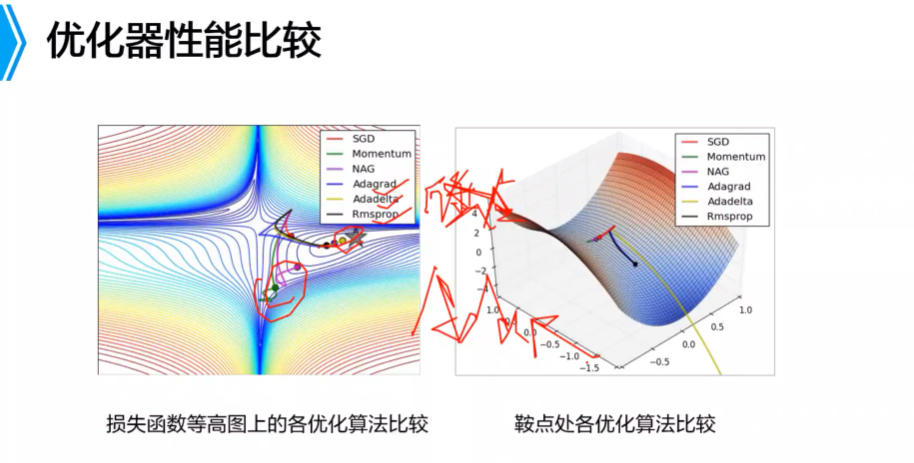 优化器性能比较
SGD
Momentum
NAG
Adagrad
Adadelta
Rmsprop
SGD
Momentum
NAG
Adagrad
Adadelta
Rmsprop
4
2
0
−2
−4
1.0
0.0
−0.5
−1.0
−1.5
−0.5
0.0
0.5
1.0
损失函数等高图上的各优化算法比较
鞍点处各优化算法比较